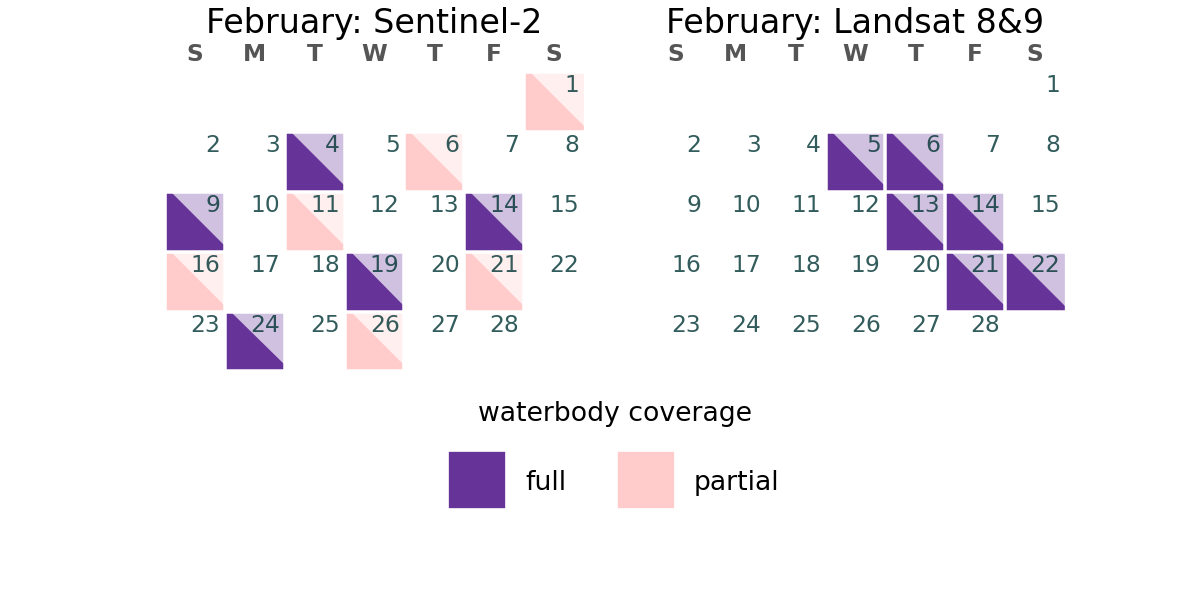 February: Sentinel-2
S M T W T F S
1
2 3 4 5 6 7 8
9 10 11 12 13 14 15
16 17 18 19 20 21 22
23 24 25 26 27 28
February: Landsat 8&9
S M T W T F S
1
2 3 4 5 6 7 8
9 10 11 12 13 14 15
16 17 18 19 20 21 22
23 24 25 26 27 28
waterbody coverage
full
partial